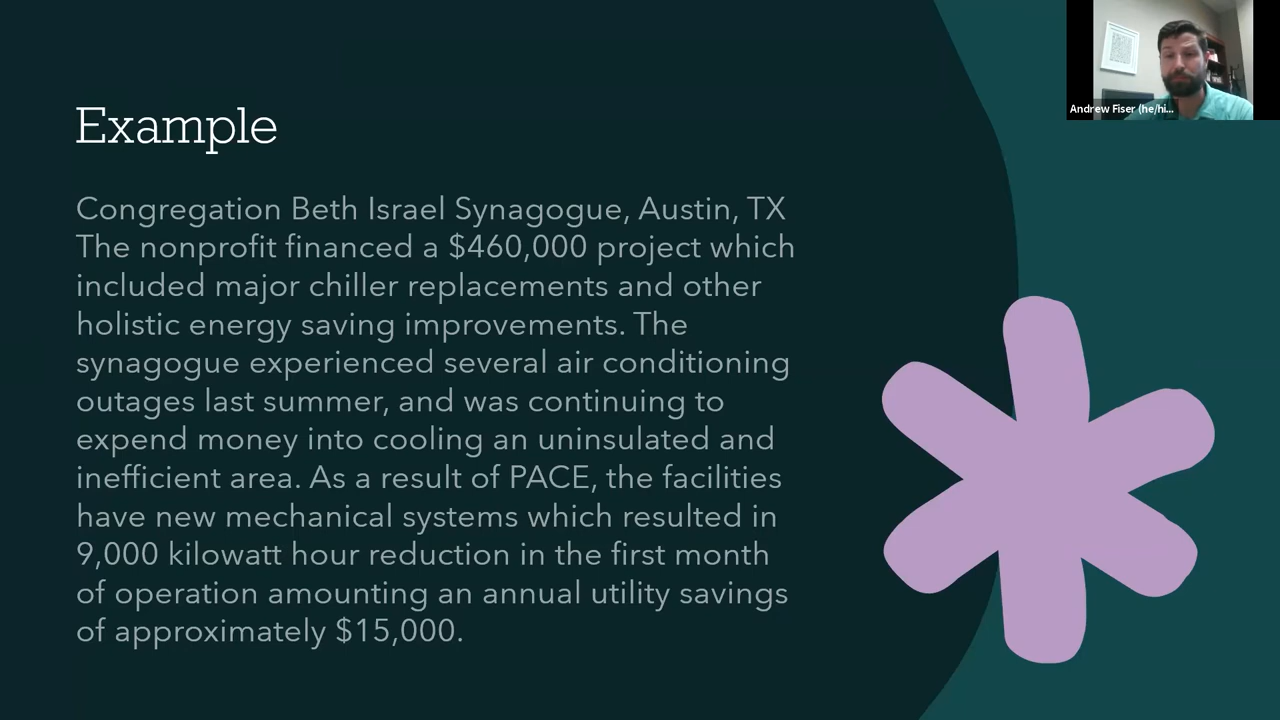 Andrew Fiser (he/hi...
Example
Congregation Beth Israel Synagogue, Austin, TX
The nonprofit financed a $460,000 project which
included major chiller replacements and other
holistic energy saving improvements. The
synagogue experienced several air conditioning
outages last summer, and was continuing to
expend money into cooling an uninsulated and
inefficient area. As a result of PACE, the facilities
have new mechanical systems which resulted in
9,000 kilowatt hour reduction in the first month
of operation amounting an annual utility savings
of approximately $15,000.